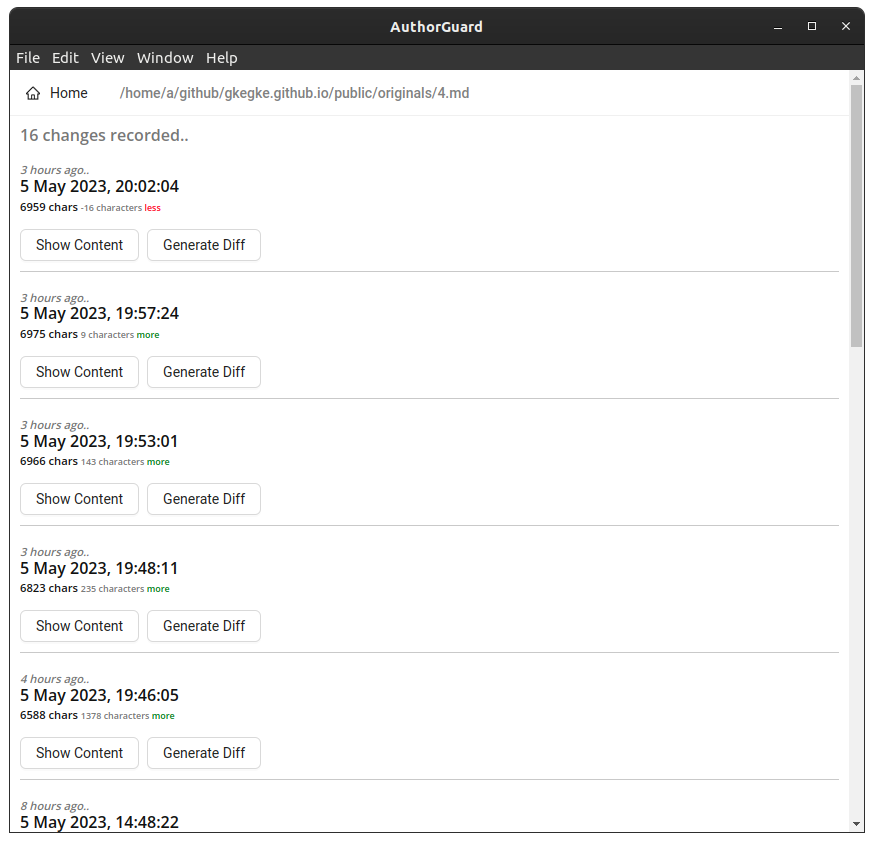 AuthorGuard
File Edit View Window Help
Home /home/a/github/gkegke.github.io/public/originals/4.md
16 changes recorded..
3 hours ago..
5 May 2023, 20:02:04
6959 chars -16 characters less
Show Content Generate Diff
3 hours ago..
5 May 2023, 19:57:24
6975 chars 9 characters more
Show Content Generate Diff
3 hours ago..
5 May 2023, 19:53:01
6966 chars 143 characters more
Show Content Generate Diff
3 hours ago..
5 May 2023, 19:48:11
6823 chars 235 characters more
Show Content Generate Diff
4 hours ago..
5 May 2023, 19:46:05
6588 chars 1378 characters more
Show Content Generate Diff
8 hours ago..
5 May 2023, 14:48:22